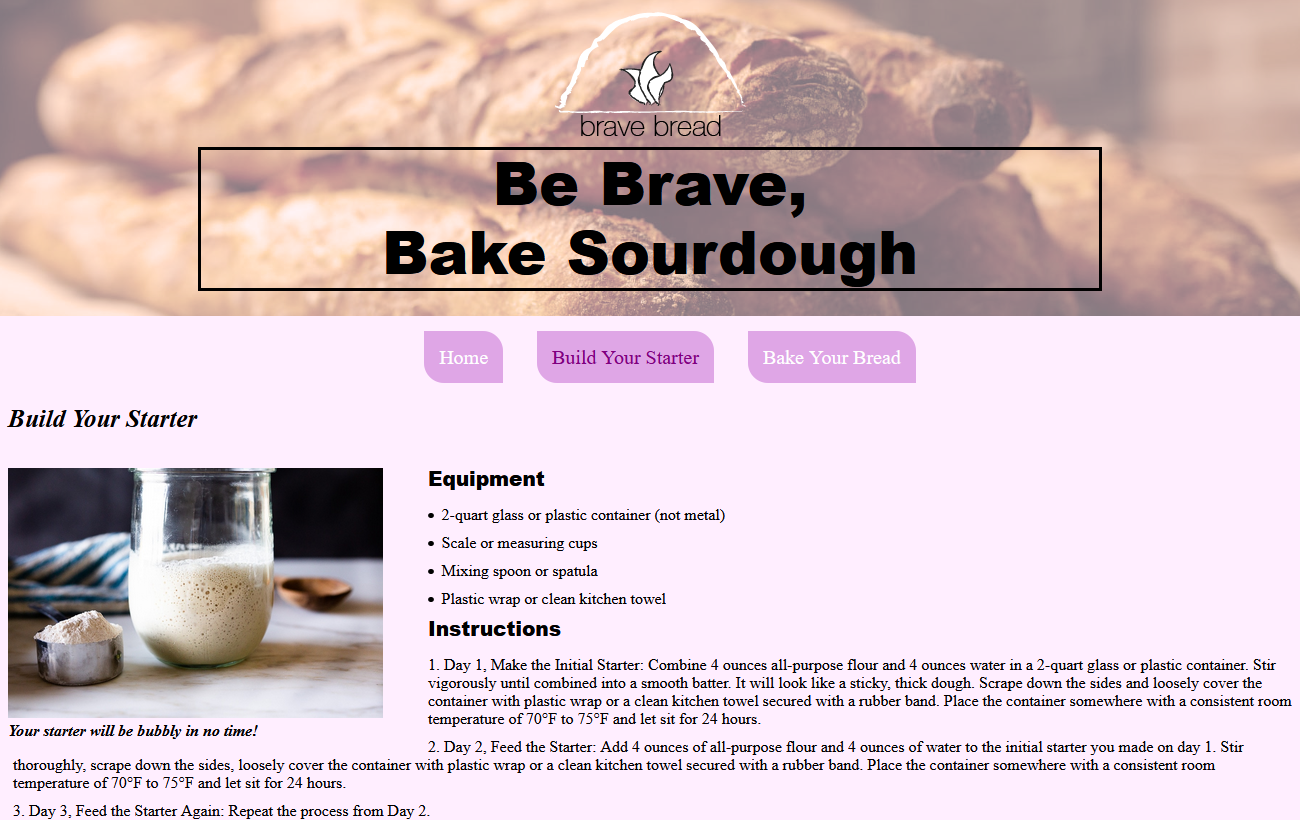 brave bread
Be Brave,
Bake Sourdough
Home
Build Your Starter
Bake Your Bread
Build Your Starter
Equipment
• 2-quart glass or plastic container (not metal)
• Scale or measuring cups
• Mixing spoon or spatula
• Plastic wrap or clean kitchen towel
Instructions
1. Day 1, Make the Initial Starter: Combine 4 ounces all-purpose flour and 4 ounces water in a 2-quart glass or plastic container. Stir
vigorously until combined into a smooth batter. It will look like a sticky, thick dough. Scrape down the sides and loosely cover the
container with plastic wrap or a clean kitchen towel secured with a rubber band. Place the container somewhere with a consistent room
temperature of 70°F to 75°F and let sit for 24 hours.
Your starter will be bubbly in no time!
2. Day 2, Feed the Starter: Add 4 ounces of all-purpose flour and 4 ounces of water to the initial starter you made on day 1. Stir
thoroughly, scrape down the sides, loosely cover the container with plastic wrap or a clean kitchen towel secured with a rubber band. Place the container somewhere with a consistent room
temperature of 70°F to 75°F and let sit for 24 hours.
3. Day 3, Feed the Starter Again: Repeat the process from Day 2.